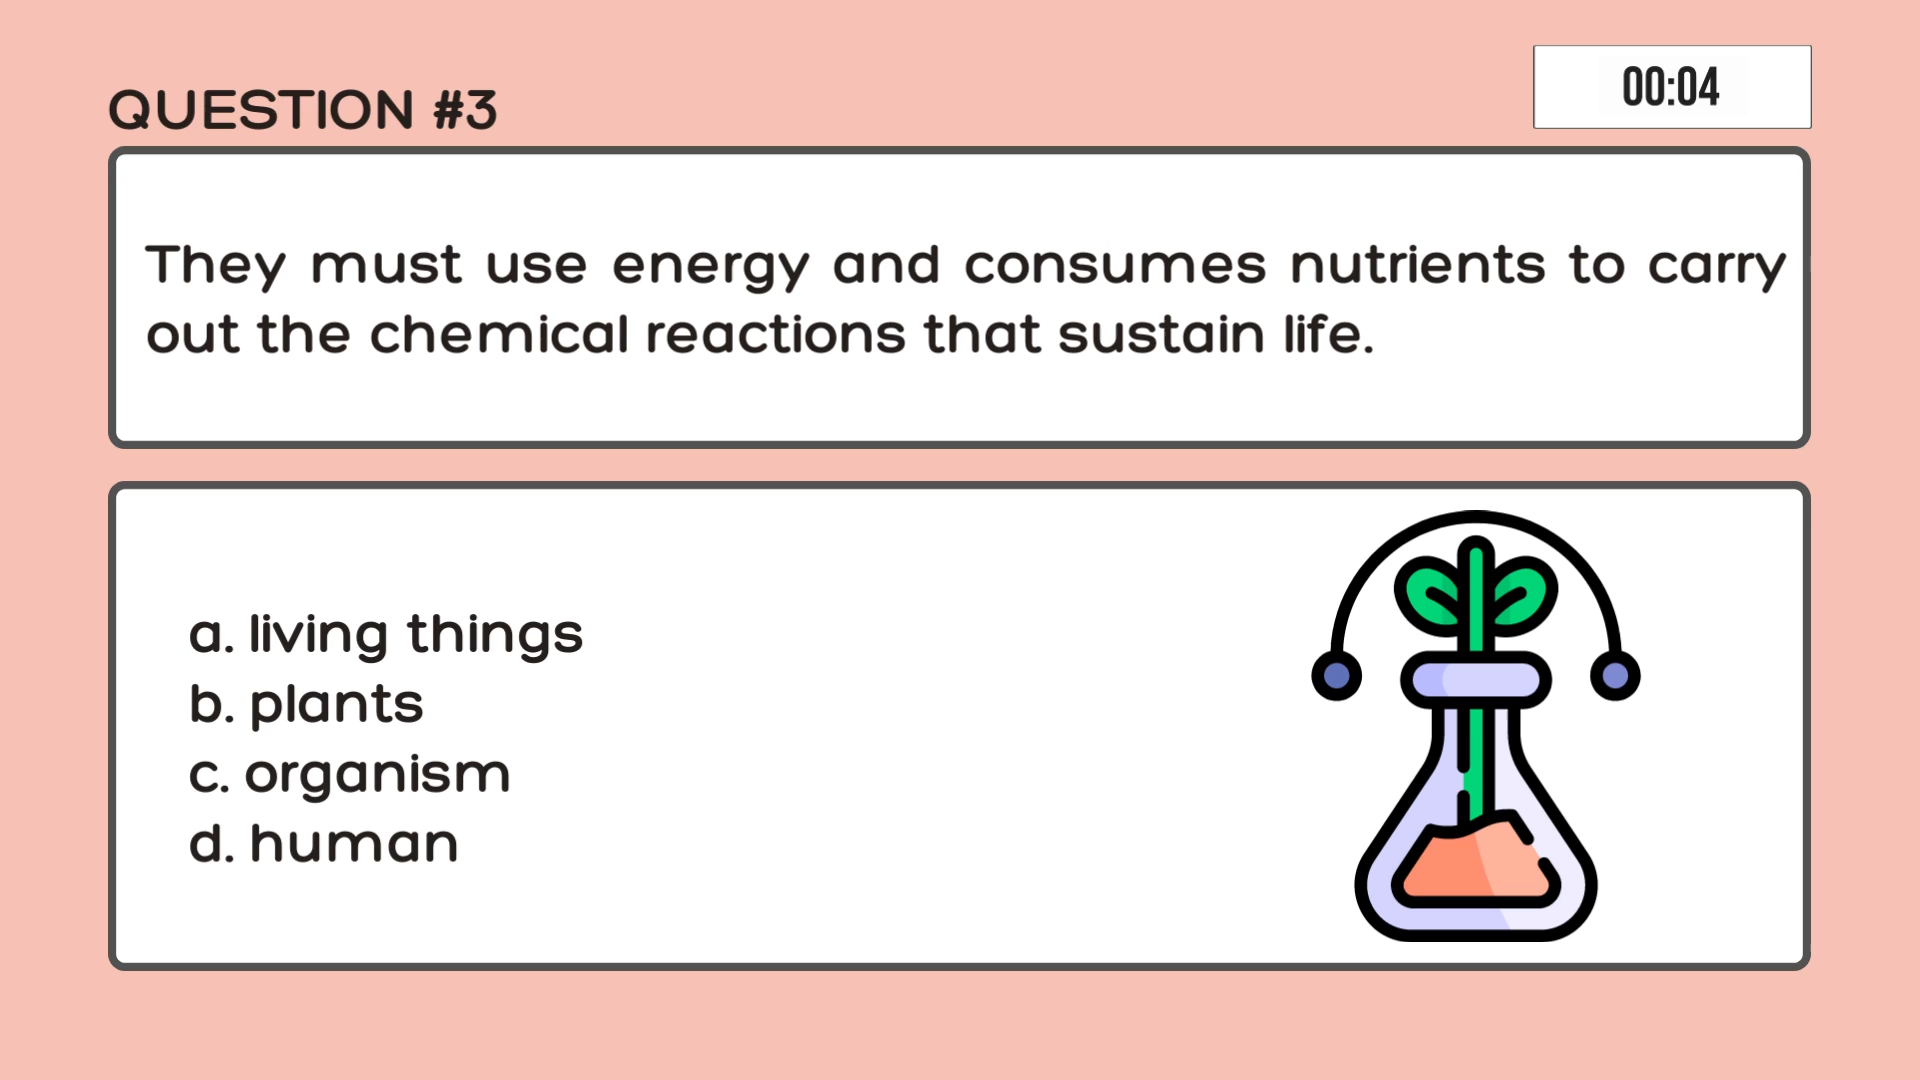 QUESTION #3
00:04
They must use energy and consumes nutrients to carry
out the chemical reactions that sustain life.
a. living things
b. plants
c. organism
d. human